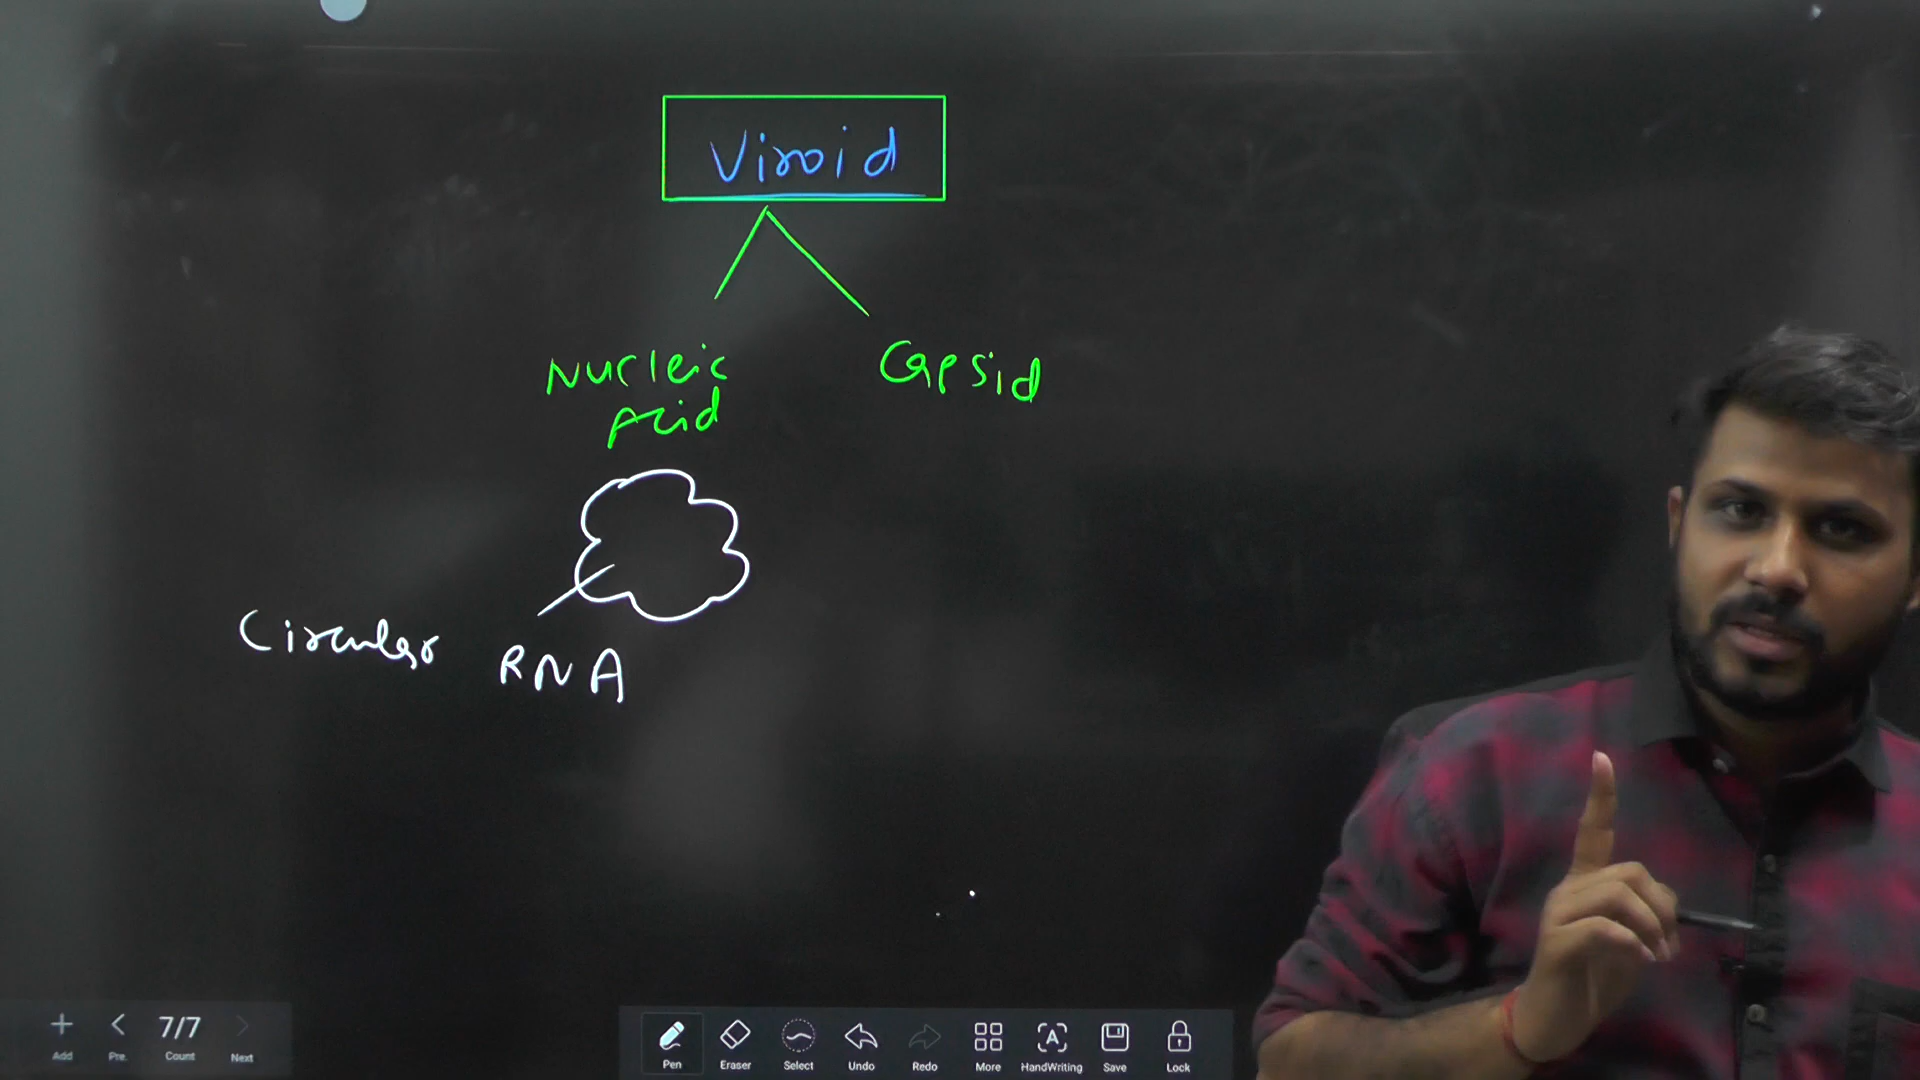 Viroid
Nucleic Capsid
Acid
Circular RNA
7/7
Add Pre. Count Next
Pen Eraser Select Undo Redo More HandWriting Save Lock